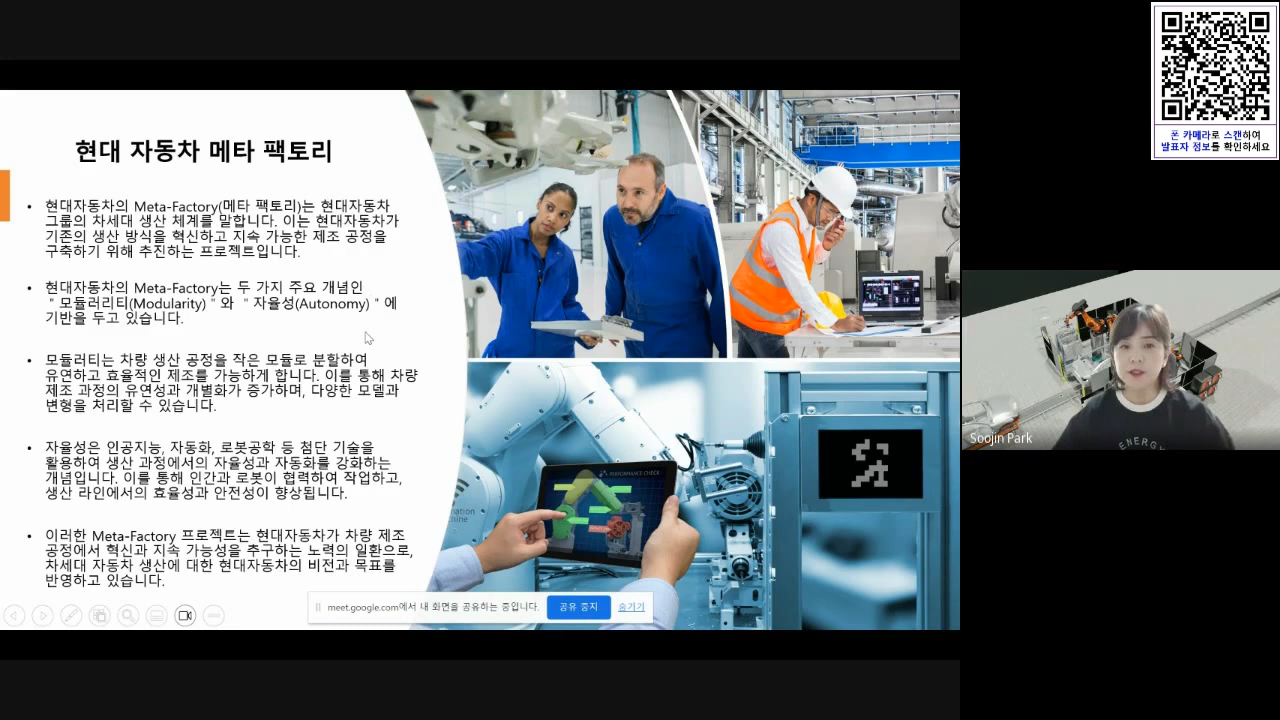 현대 자동차 메타 팩토리
• 현대자동차의 Meta-Factory(메타 팩토리)는 현대자동차
그룹의 차세대 생산 체계를 말합니다. 이는 현대자동차가
기존의 생산 방식을 혁신하고 지속 가능한 제조 공정을
구축하기 위해 추진하는 프로젝트입니다.
• 현대자동차의 Meta-Factory는 두 가지 주요 개념인
"모듈러리티(Modularity)"와 "자율성(Autonomy)"에
기반을 두고 있습니다.
• 모듈러티는 차량 생산 공정을 작은 모듈로 분할하여
유연하고 효율적인 제조를 가능하게 합니다. 이를 통해 차량
제조 과정의 유연성과 개별화가 증가하며, 다양한 모델과
변형을 처리할 수 있습니다.
• 자율성은 인공지능, 자동화, 로봇공학 등 첨단 기술을
활용하여 생산 과정에서의 자율성과 자동화를 강화하는
개념입니다. 이를 통해 인간과 로봇이 협력하여 작업하고,
생산 라인에서의 효율성과 안전성이 향상됩니다.
• 이러한 Meta-Factory 프로젝트는 현대자동차가 차량 제조
공정에서 혁신과 지속 가능성을 추구하는 노력의 일환으로,
차세대 자동차 생산에 대한 현대자동차의 비전과 목표를
반영하고 있습니다.
PERFORMANCE CHECK
meet.google.com에서 내 화면을 공유하는 중입니다. 공유 중지 숨기기
폰 카메라로 스캔하여
발표자 정보를 확인하세요
Soojin Park
ENERGY